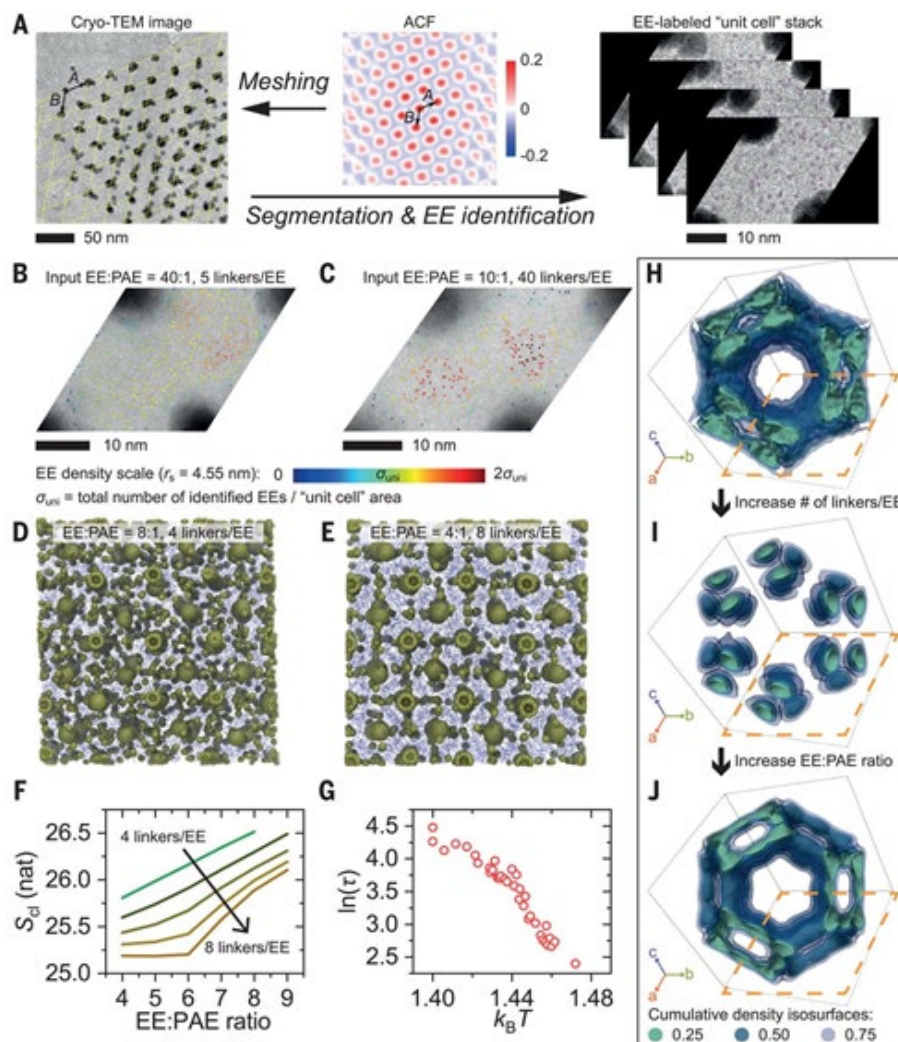 A
Cryo-TEM image
ACF
EE-labeled “unit cell” stack
A
B
Meshing
A
B
0.2
0
-0.2
Segmentation & EE identification
50 nm
10 nm
B
Input EE:PAE = 40:1, 5 linkers/EE
C
Input EE:PAE = 10:1, 40 linkers/EE
10 nm
10 nm
EE density scale (rₛ = 4.55 nm): 0 σuni 2σuni
σuni = total number of identified EEs / “unit cell” area
D
EE:PAE = 8:1, 4 linkers/EE
E
EE:PAE = 4:1, 8 linkers/EE
F
Scl (nat)
26.5
26.0
25.5
25.0
4 linkers/EE
8 linkers/EE
4 5 6 7 8 9
EE:PAE ratio
G
ln(τ)
4.5
4.0
3.5
3.0
2.5
1.40 1.44 1.48
kBT
H
c
b
a
Increase # of linkers/EE
I
c
b
a
Increase EE:PAE ratio
J
c
b
a
Cumulative density isosurfaces:
0.25 0.50 0.75